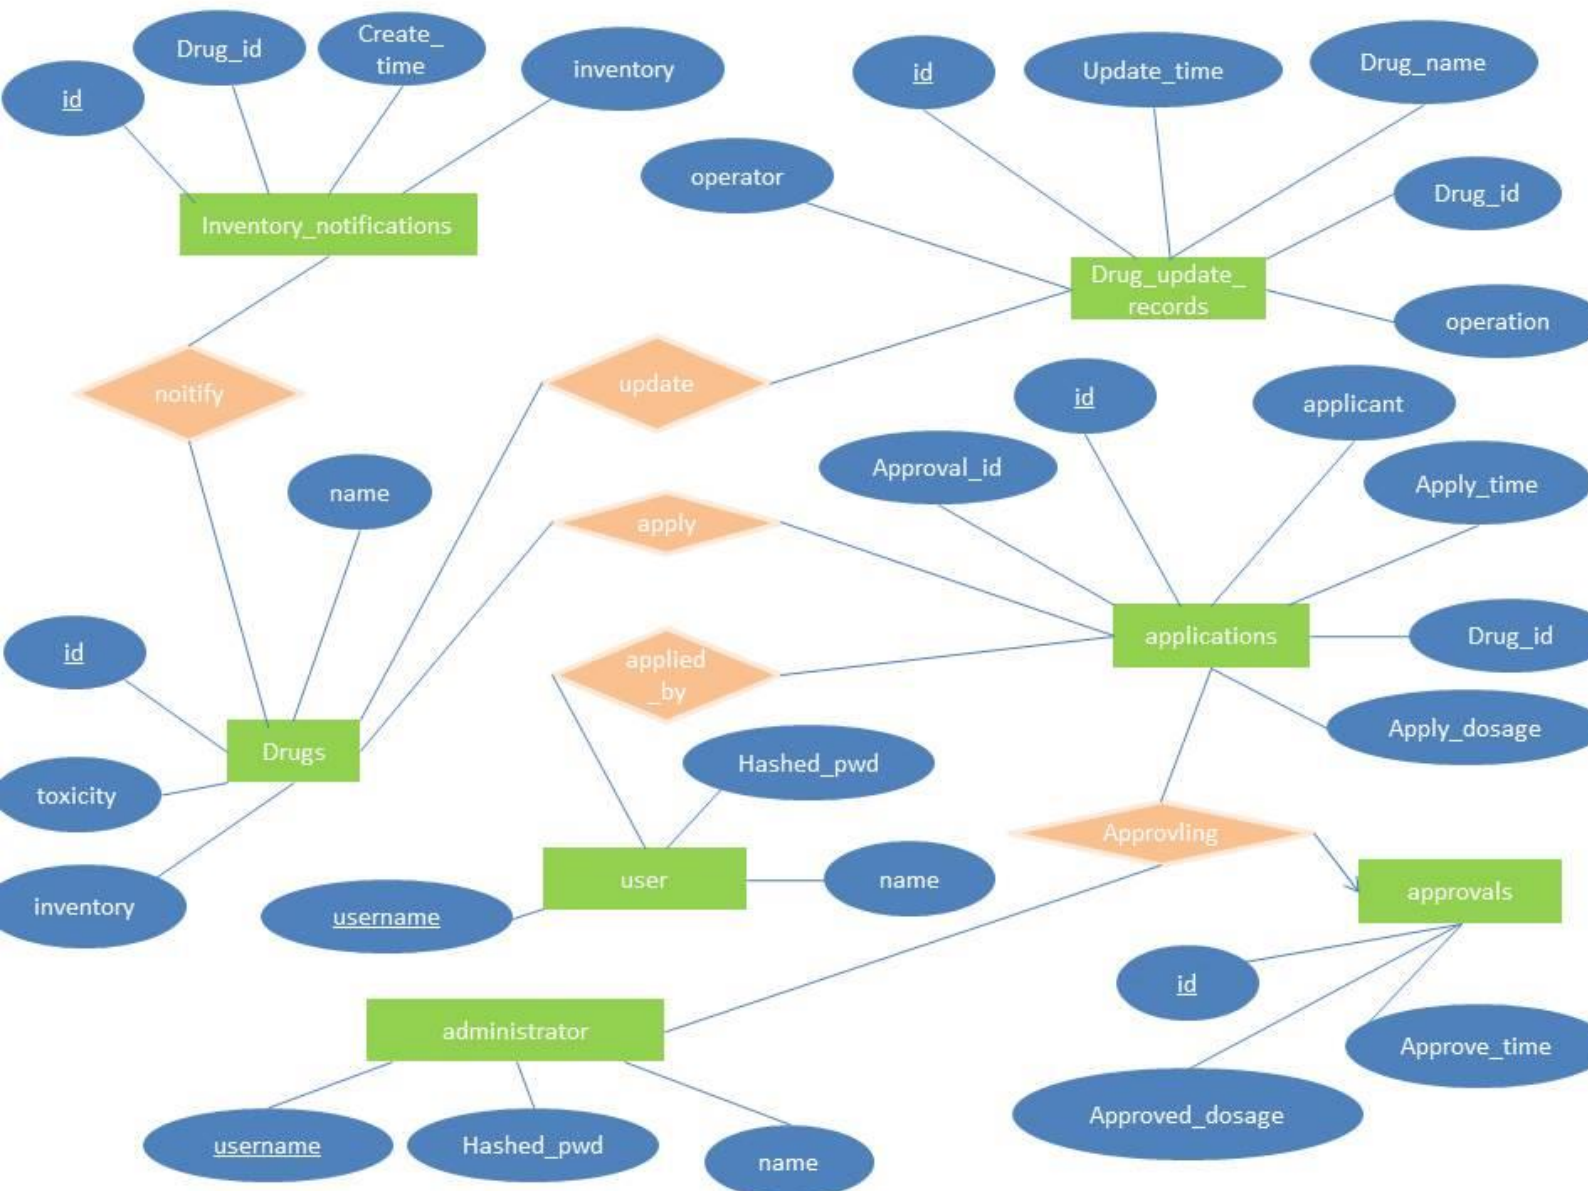 id
Drug_id
Create_
time
inventory
id
Update_time
Drug_name
operator
Drug_id
Inventory_notifications
Drug_update_
records
operation
noitify
update
id
applicant
Approval_id
Apply_time
name
apply
id
applied
_by
applications
Drug_id
Drugs
Apply_dosage
toxicity
Hashed_pwd
Approvling
inventory
username
user
name
approvals
id
administrator
Approve_time
Approved_dosage
username
Hashed_pwd
name